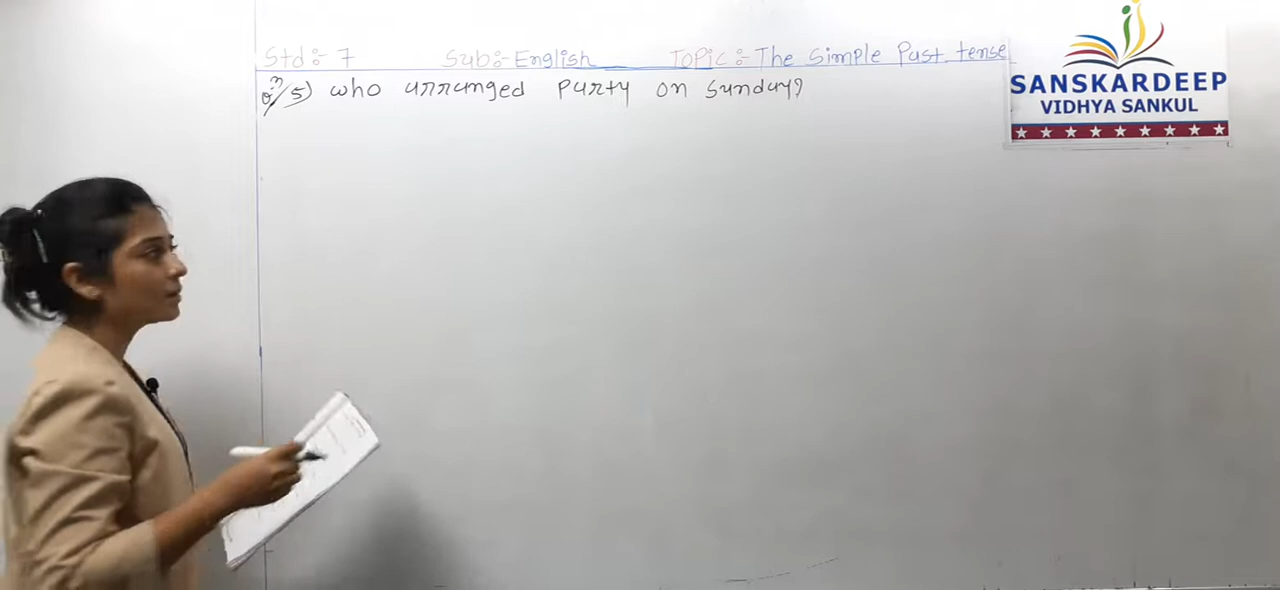 Std :- 7 Sub :- English Topic :- The Simple Past tense
5) who arranged party on Sunday?
SANSKARDEEP
VIDHYA SANKUL